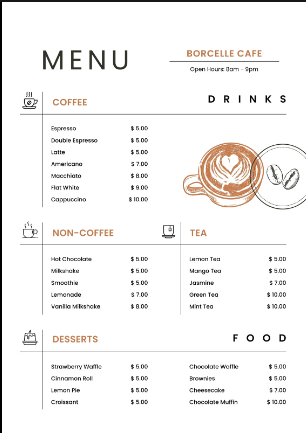 MENU
BORCELLE CAFE
Open Hours: 8am - 9pm
COFFEE
DRINKS
Espresso $ 5.00
Double Espresso $ 5.00
Latte $ 5.00
Americano $ 7.00
Macchiato $ 8.00
Flat White $ 9.00
Cappuccino $ 10.00
NON-COFFEE
Hot Chocolate $ 5.00
Milkshake $ 5.00
Smoothie $ 5.00
Lemonade $ 7.00
Vanilla Milkshake $ 8.00
TEA
Lemon Tea $ 5.00
Mango Tea $ 5.00
Jasmine $ 7.00
Green Tea $ 10.00
Mint Tea $ 10.00
DESSERTS
FOOD
Strawberry Waffle $ 5.00
Cinnamon Roll $ 5.00
Lemon Pie $ 5.00
Croissant $ 5.00
Chocolate Waffle $ 5.00
Brownies $ 5.00
Cheesecake $ 7.00
Chocolate Muffin $ 10.00